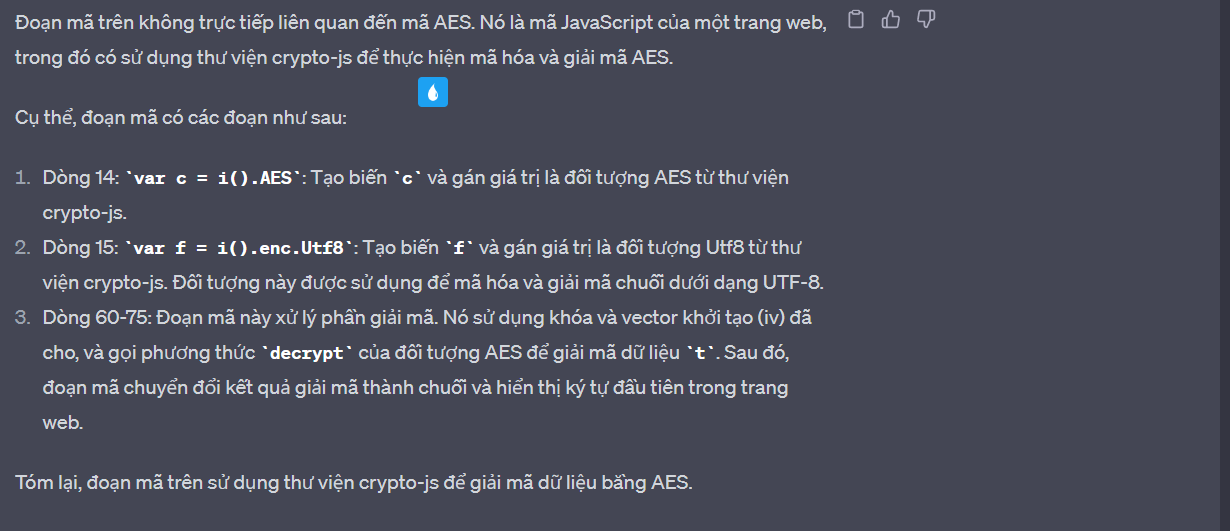 Đoạn mã trên không trực tiếp liên quan đến mã AES. Nó là mã JavaScript của một trang web,
trong đó có sử dụng thư viện crypto-js để thực hiện mã hóa và giải mã AES.
Cụ thể, đoạn mã có các đoạn như sau:
1. Dòng 14: `var c = i().AES`: Tạo biến `c` và gán giá trị là đối tượng AES từ thư viện
crypto-js.
2. Dòng 15: `var f = i().enc.Utf8`: Tạo biến `f` và gán giá trị là đối tượng Utf8 từ thư
viện crypto-js. Đối tượng này được sử dụng để mã hóa và giải mã chuỗi dưới dạng UTF-8.
3. Dòng 60-75: Đoạn mã này xử lý phần giải mã. Nó sử dụng khóa và vector khởi tạo (iv) đã
cho, và gọi phương thức `decrypt` của đối tượng AES để giải mã dữ liệu `t`. Sau đó,
đoạn mã chuyển đổi kết quả giải mã thành chuỗi và hiển thị ký tự đầu tiên trong trang
web.
Tóm lại, đoạn mã trên sử dụng thư viện crypto-js để giải mã dữ liệu bằng AES.